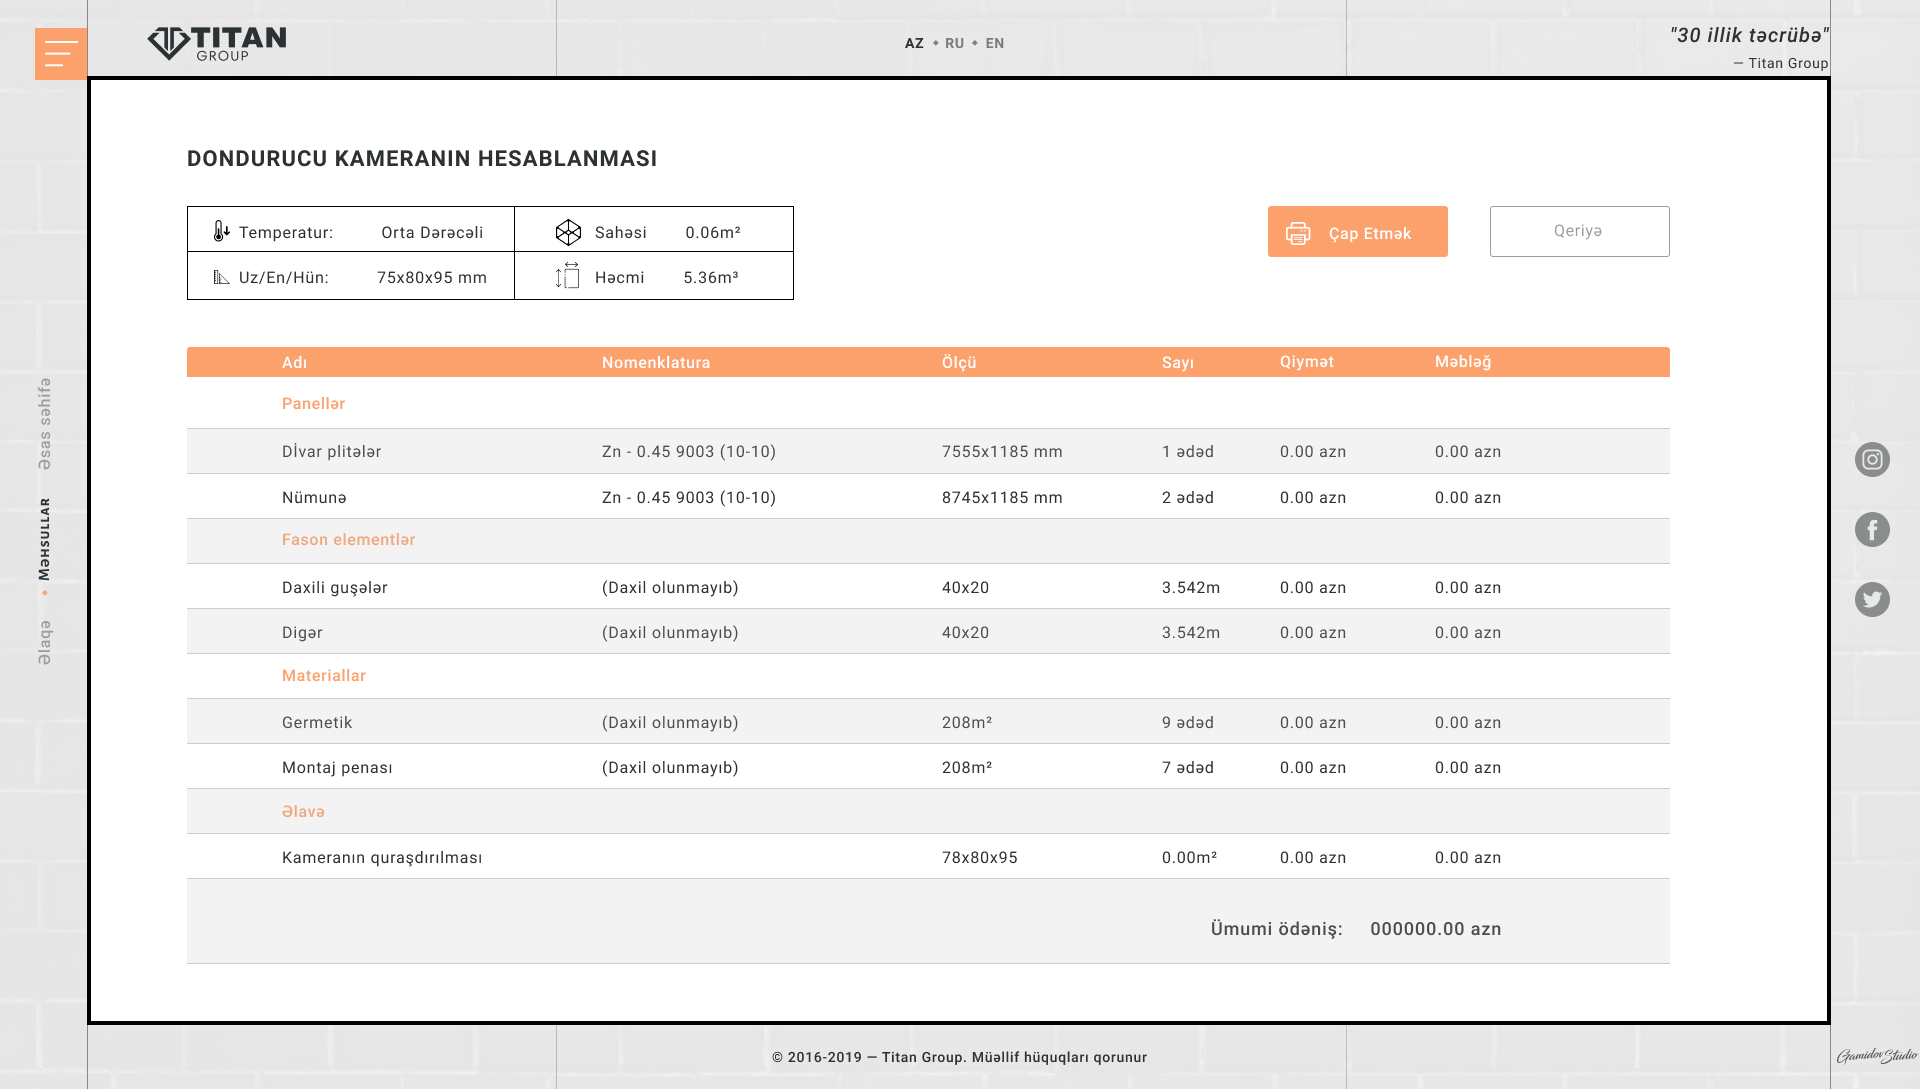 TITAN
GROUP
AZ • RU • EN
"30 illik təcrübə"
— Titan Group
DONDURUCU KAMERANIN HESABLANMASI
Temperatur: Orta Dərəcəli Sahəsi 0.06m²
Uz/En/Hün: 75x80x95 mm Həcmi 5.36m³
Çap Etmək
Qeriyə
Adı Nomenklatura Ölçü Sayı Qiymət Məbləğ
Panellər
Dİvar plitələr Zn - 0.45 9003 (10-10) 7555x1185 mm 1 ədəd 0.00 azn 0.00 azn
Nümunə Zn - 0.45 9003 (10-10) 8745x1185 mm 2 ədəd 0.00 azn 0.00 azn
Fason elementlər
Daxili guşələr (Daxil olunmayıb) 40x20 3.542m 0.00 azn 0.00 azn
Digər (Daxil olunmayıb) 40x20 3.542m 0.00 azn 0.00 azn
Materiallar
Germetik (Daxil olunmayıb) 208m² 9 ədəd 0.00 azn 0.00 azn
Montaj penası (Daxil olunmayıb) 208m² 7 ədəd 0.00 azn 0.00 azn
Əlavə
Kameranın quraşdırılması 78x80x95 0.00m² 0.00 azn 0.00 azn
Ümumi ödəniş: 000000.00 azn
Əsas səhifə
• MƏHSULLAR
Əlaqə
© 2016-2019 — Titan Group. Müəllif hüquqları qorunur
Gamidov Studio